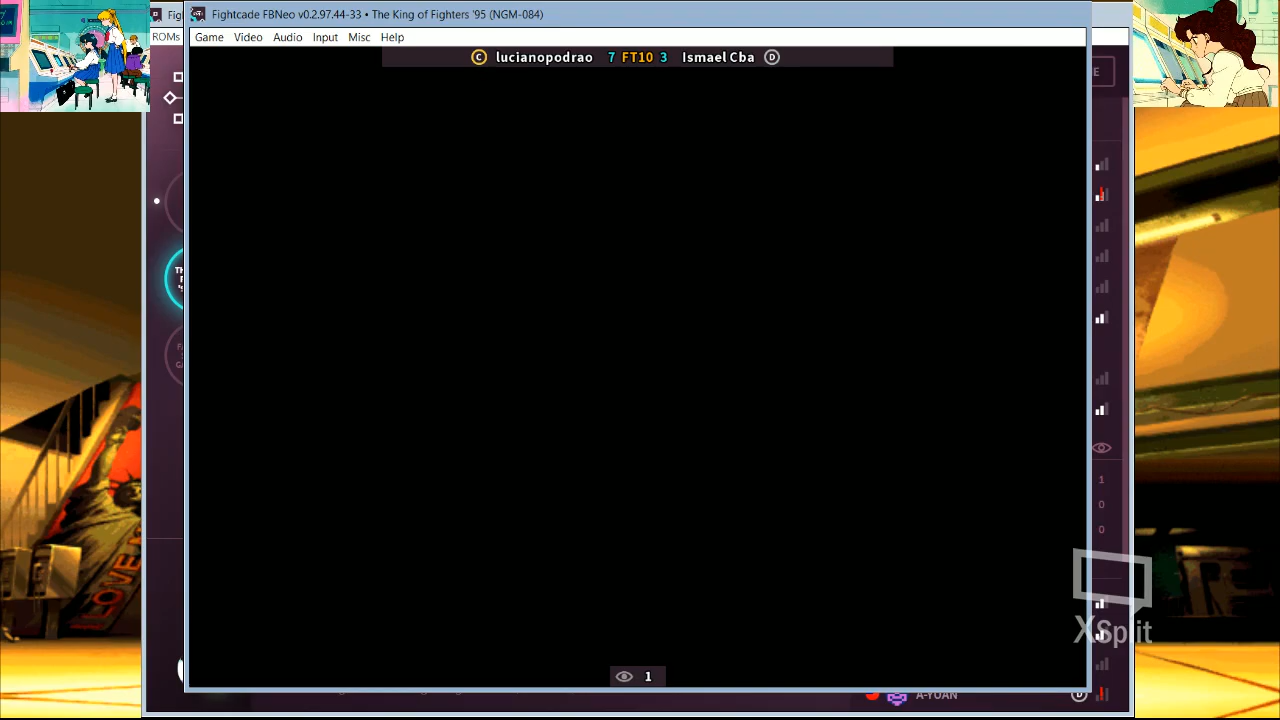 Fightcade FBNeo v0.2.97.44-33 • The King of Fighters '95 (NGM-084)
ROMs
Game Video Audio Input Misc Help
C lucianopodrao 7 FT10 3 Ismael Cba D
1
0
0
XSplit
1
A-YUAN D